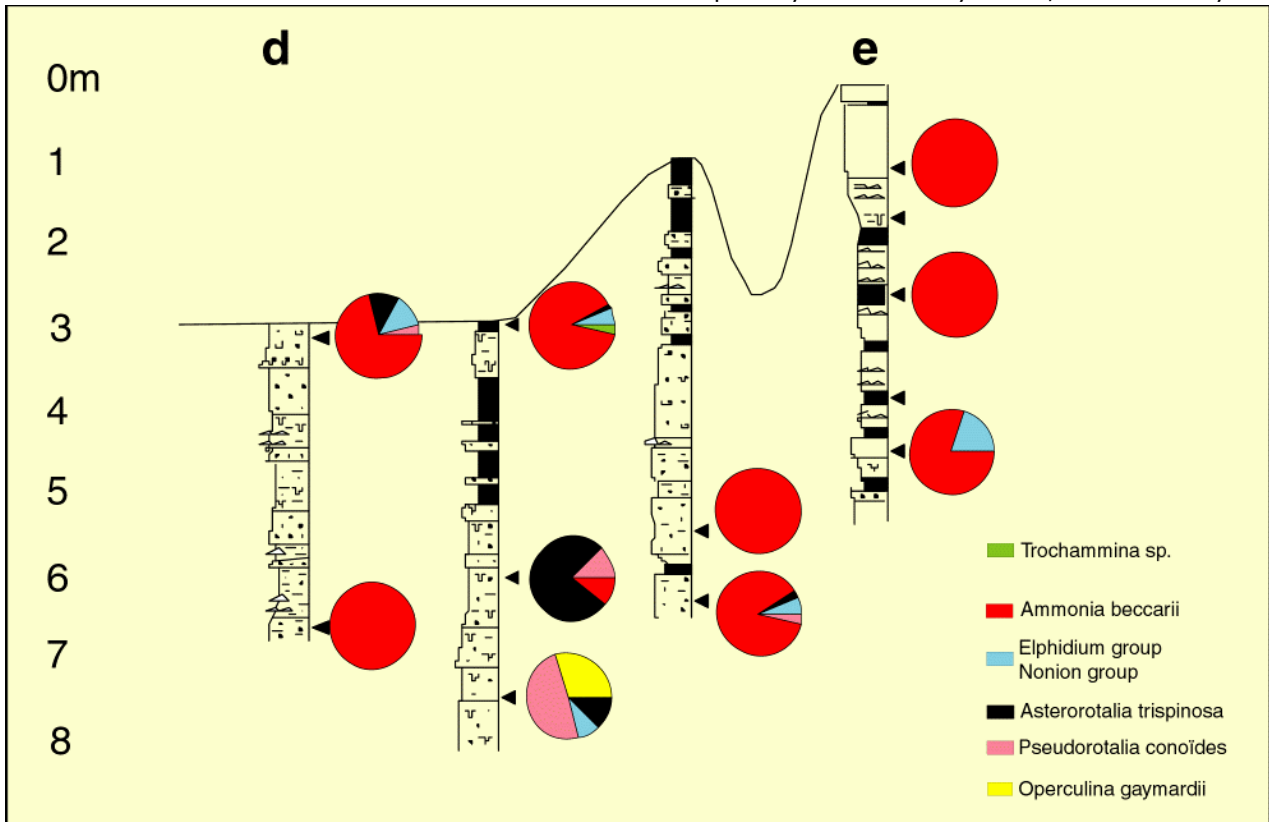 d
e
0m
1
2
3
4
5
6
7
8
Trochammina sp.
Ammonia beccarii
Elphidium group
Nonion group
Asterorotalia trispinosa
Pseudorotalia conoïdes
Operculina gaymardii